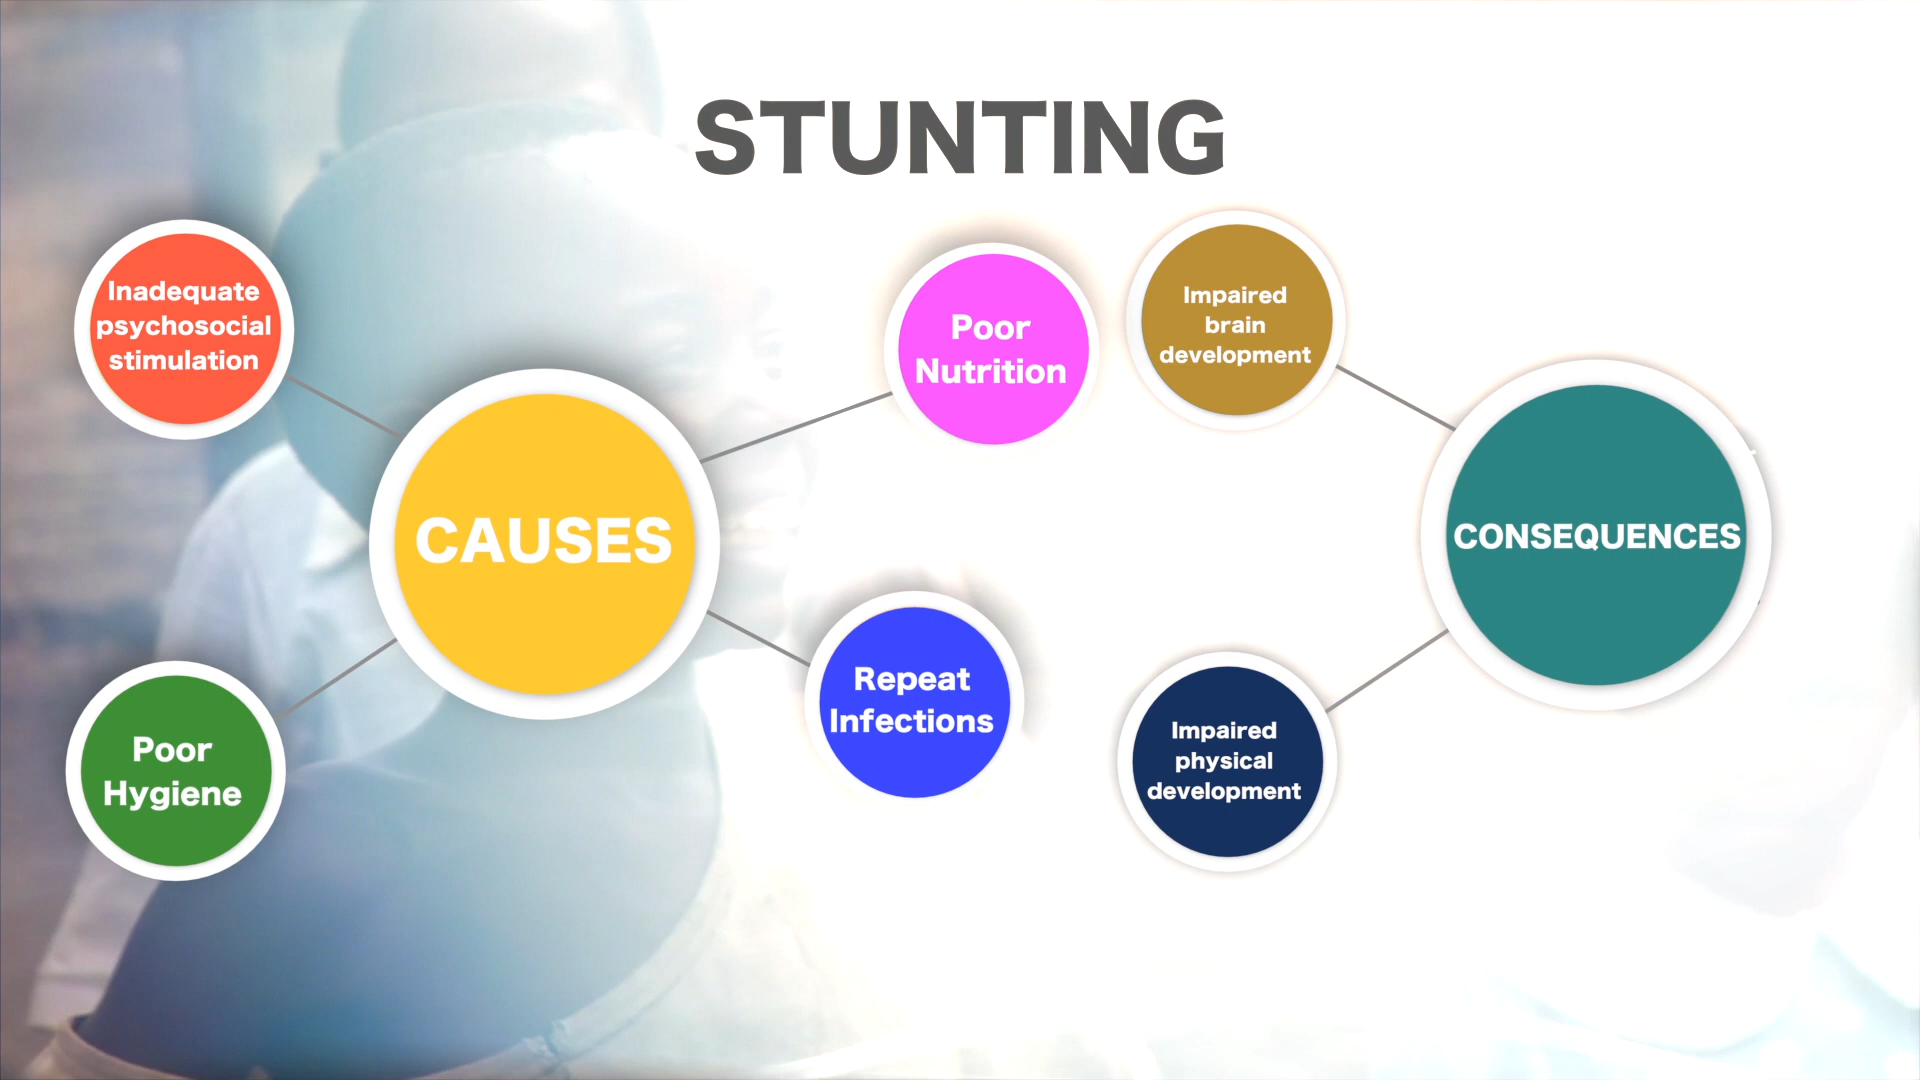 STUNTING
Inadequate
psychosocial
stimulation
Poor
Nutrition
CAUSES
Poor
Hygiene
Repeat
Infections
Impaired
brain
development
CONSEQUENCES
Impaired
physical
development